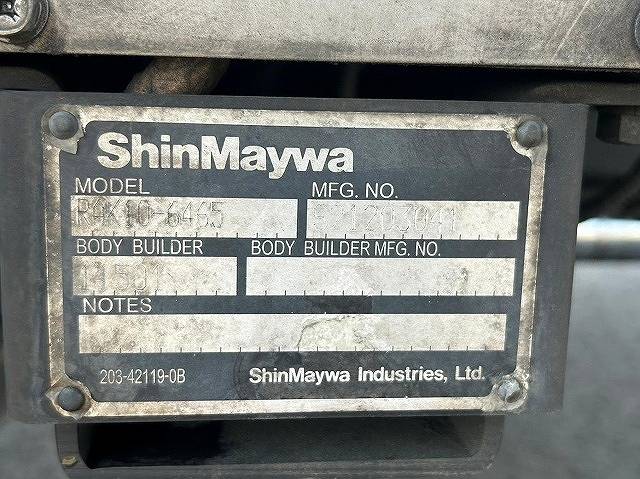 ShinMaywa
MODEL MFG. NO.
BODY BUILDER BODY BUILDER MFG. NO.
NOTES
203-42119-0B ShinMaywa Industries, Ltd.